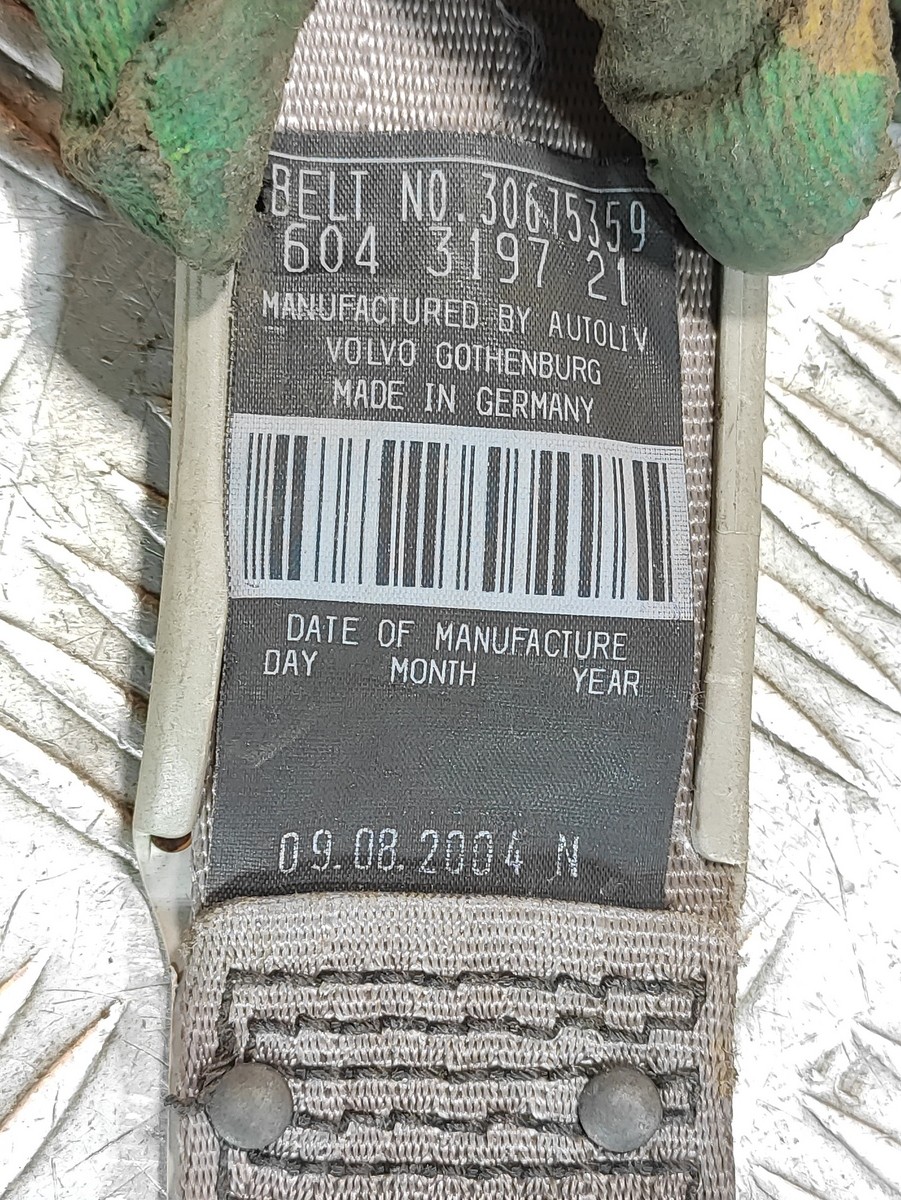 BELT NO. 30675359
604 3197 21
MANUFACTURED BY AUTOLIV
VOLVO GOTHENBURG
MADE IN GERMANY
DATE OF MANUFACTURE
DAY MONTH YEAR
09.08.2004 N